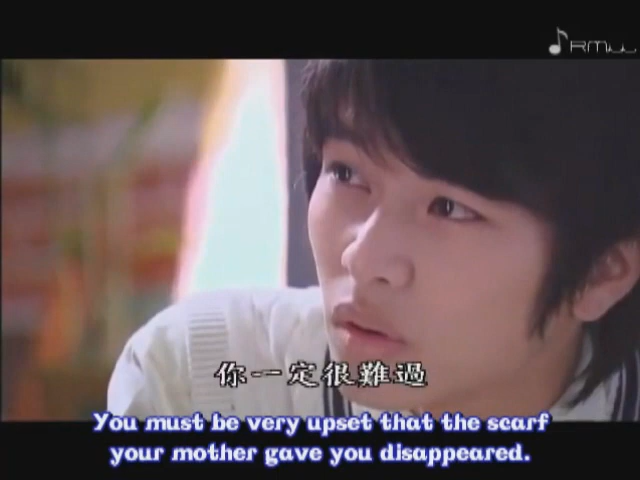 RMW
你一定很難過
You must be very upset that the scarf
your mother gave you disappeared.